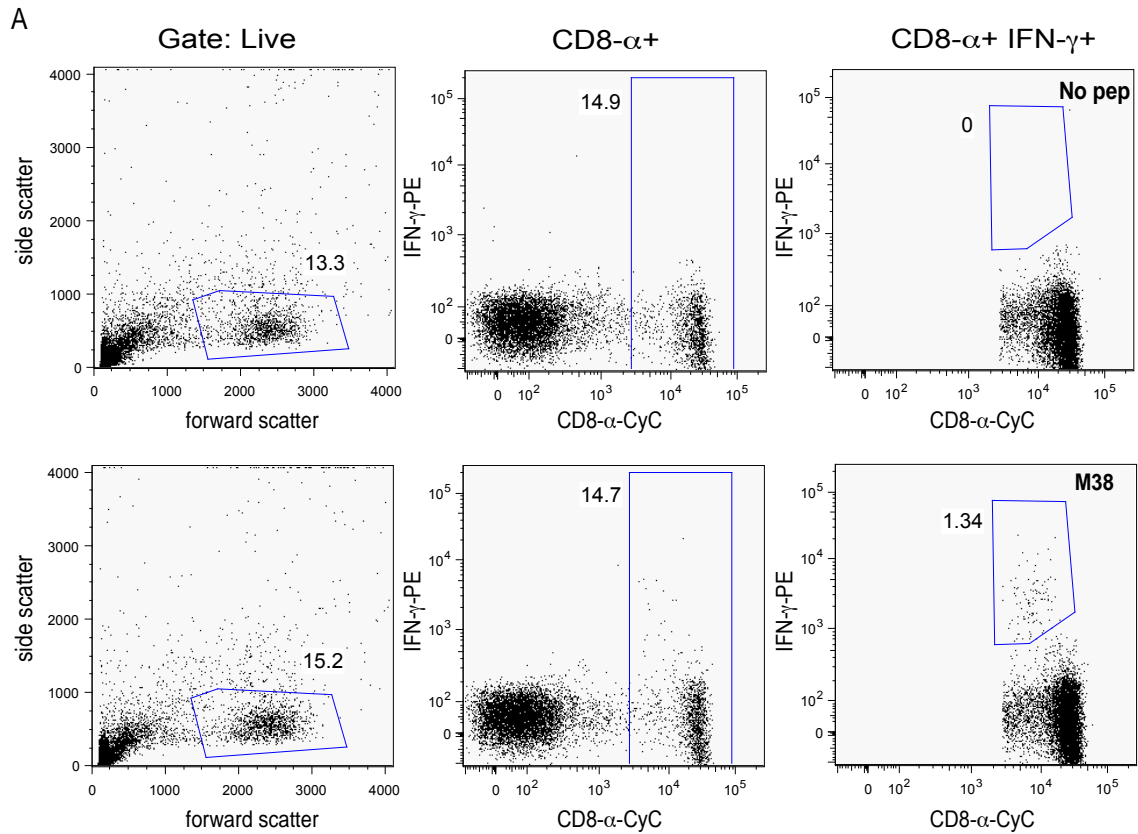 A
Gate: Live
CD8-α+
CD8-α+ IFN-γ+
4000
3000
2000
1000
0
side scatter
13.3
0 1000 2000 3000 4000
forward scatter
10^5
10^4
10^3
10^2
0
IFN-γ-PE
14.9
0 10^2 10^3 10^4 10^5
CD8-α-CyC
10^5
10^4
10^3
10^2
0
IFN-γ-PE
No pep
0
0 10^2 10^3 10^4 10^5
CD8-α-CyC
4000
3000
2000
1000
0
side scatter
15.2
0 1000 2000 3000 4000
forward scatter
10^5
10^4
10^3
10^2
0
IFN-γ-PE
14.7
0 10^2 10^3 10^4 10^5
CD8-α-CyC
10^5
10^4
10^3
10^2
0
IFN-γ-PE
M38
1.34
0 10^2 10^3 10^4 10^5
CD8-α-CyC